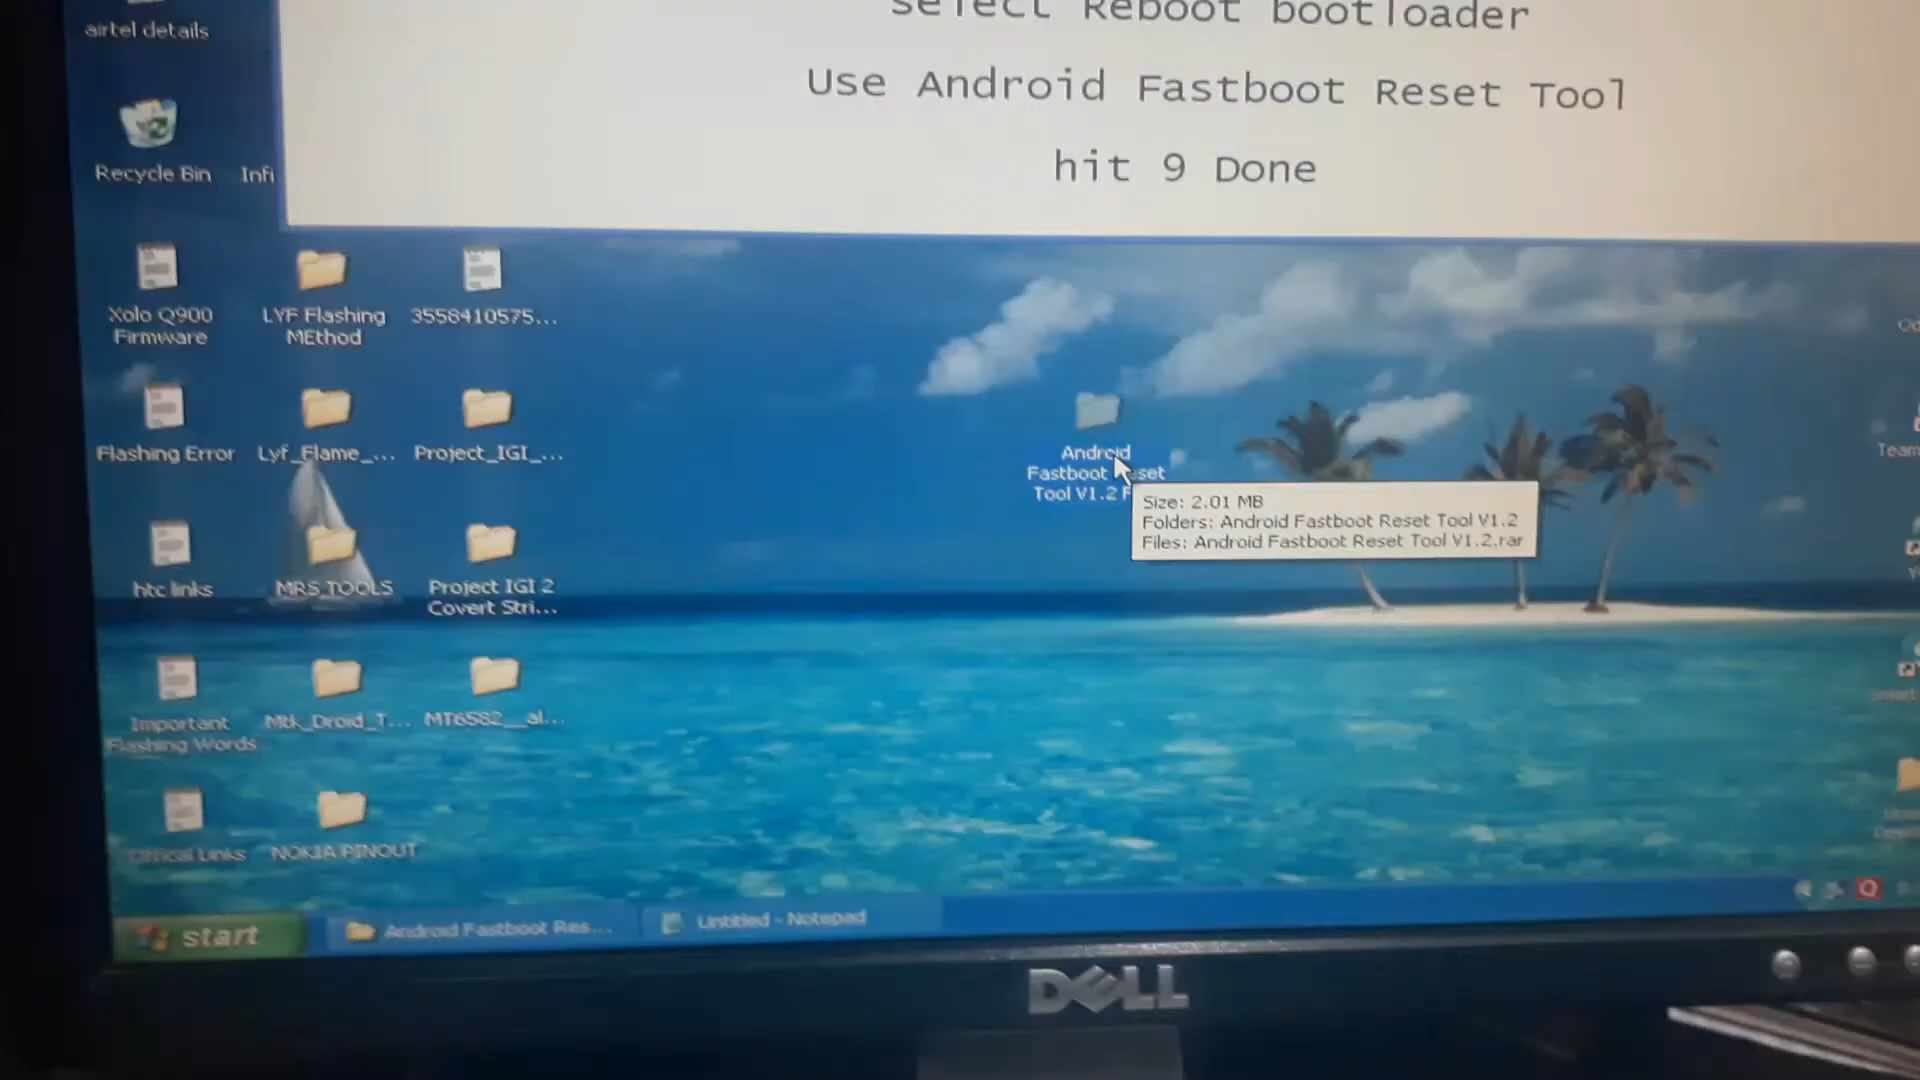 select Reboot bootloader
Use Android Fastboot Reset Tool
hit 9 Done
airtel details
Recycle Bin
Infi
Xolo Q900
Firmware
LYF Flashing
MEthod
3558410575...
Flashing Error
Lyf_Flame_...
Project_IGI_...
Android
Fastboot Reset
Tool V1.2 F
Size: 2.01 MB
Folders: Android Fastboot Reset Tool V1.2
Files: Android Fastboot Reset Tool V1.2.rar
Team
htc links
MRS_TOOLS
Project IGI 2
Covert Stri...
Important
Flashing Words
Mtk_Droid_T...
MT6582__al...
Offical Links
NOKIA PINOUT
start
Android Fastboot Res...
Untitled - Notepad
DELL